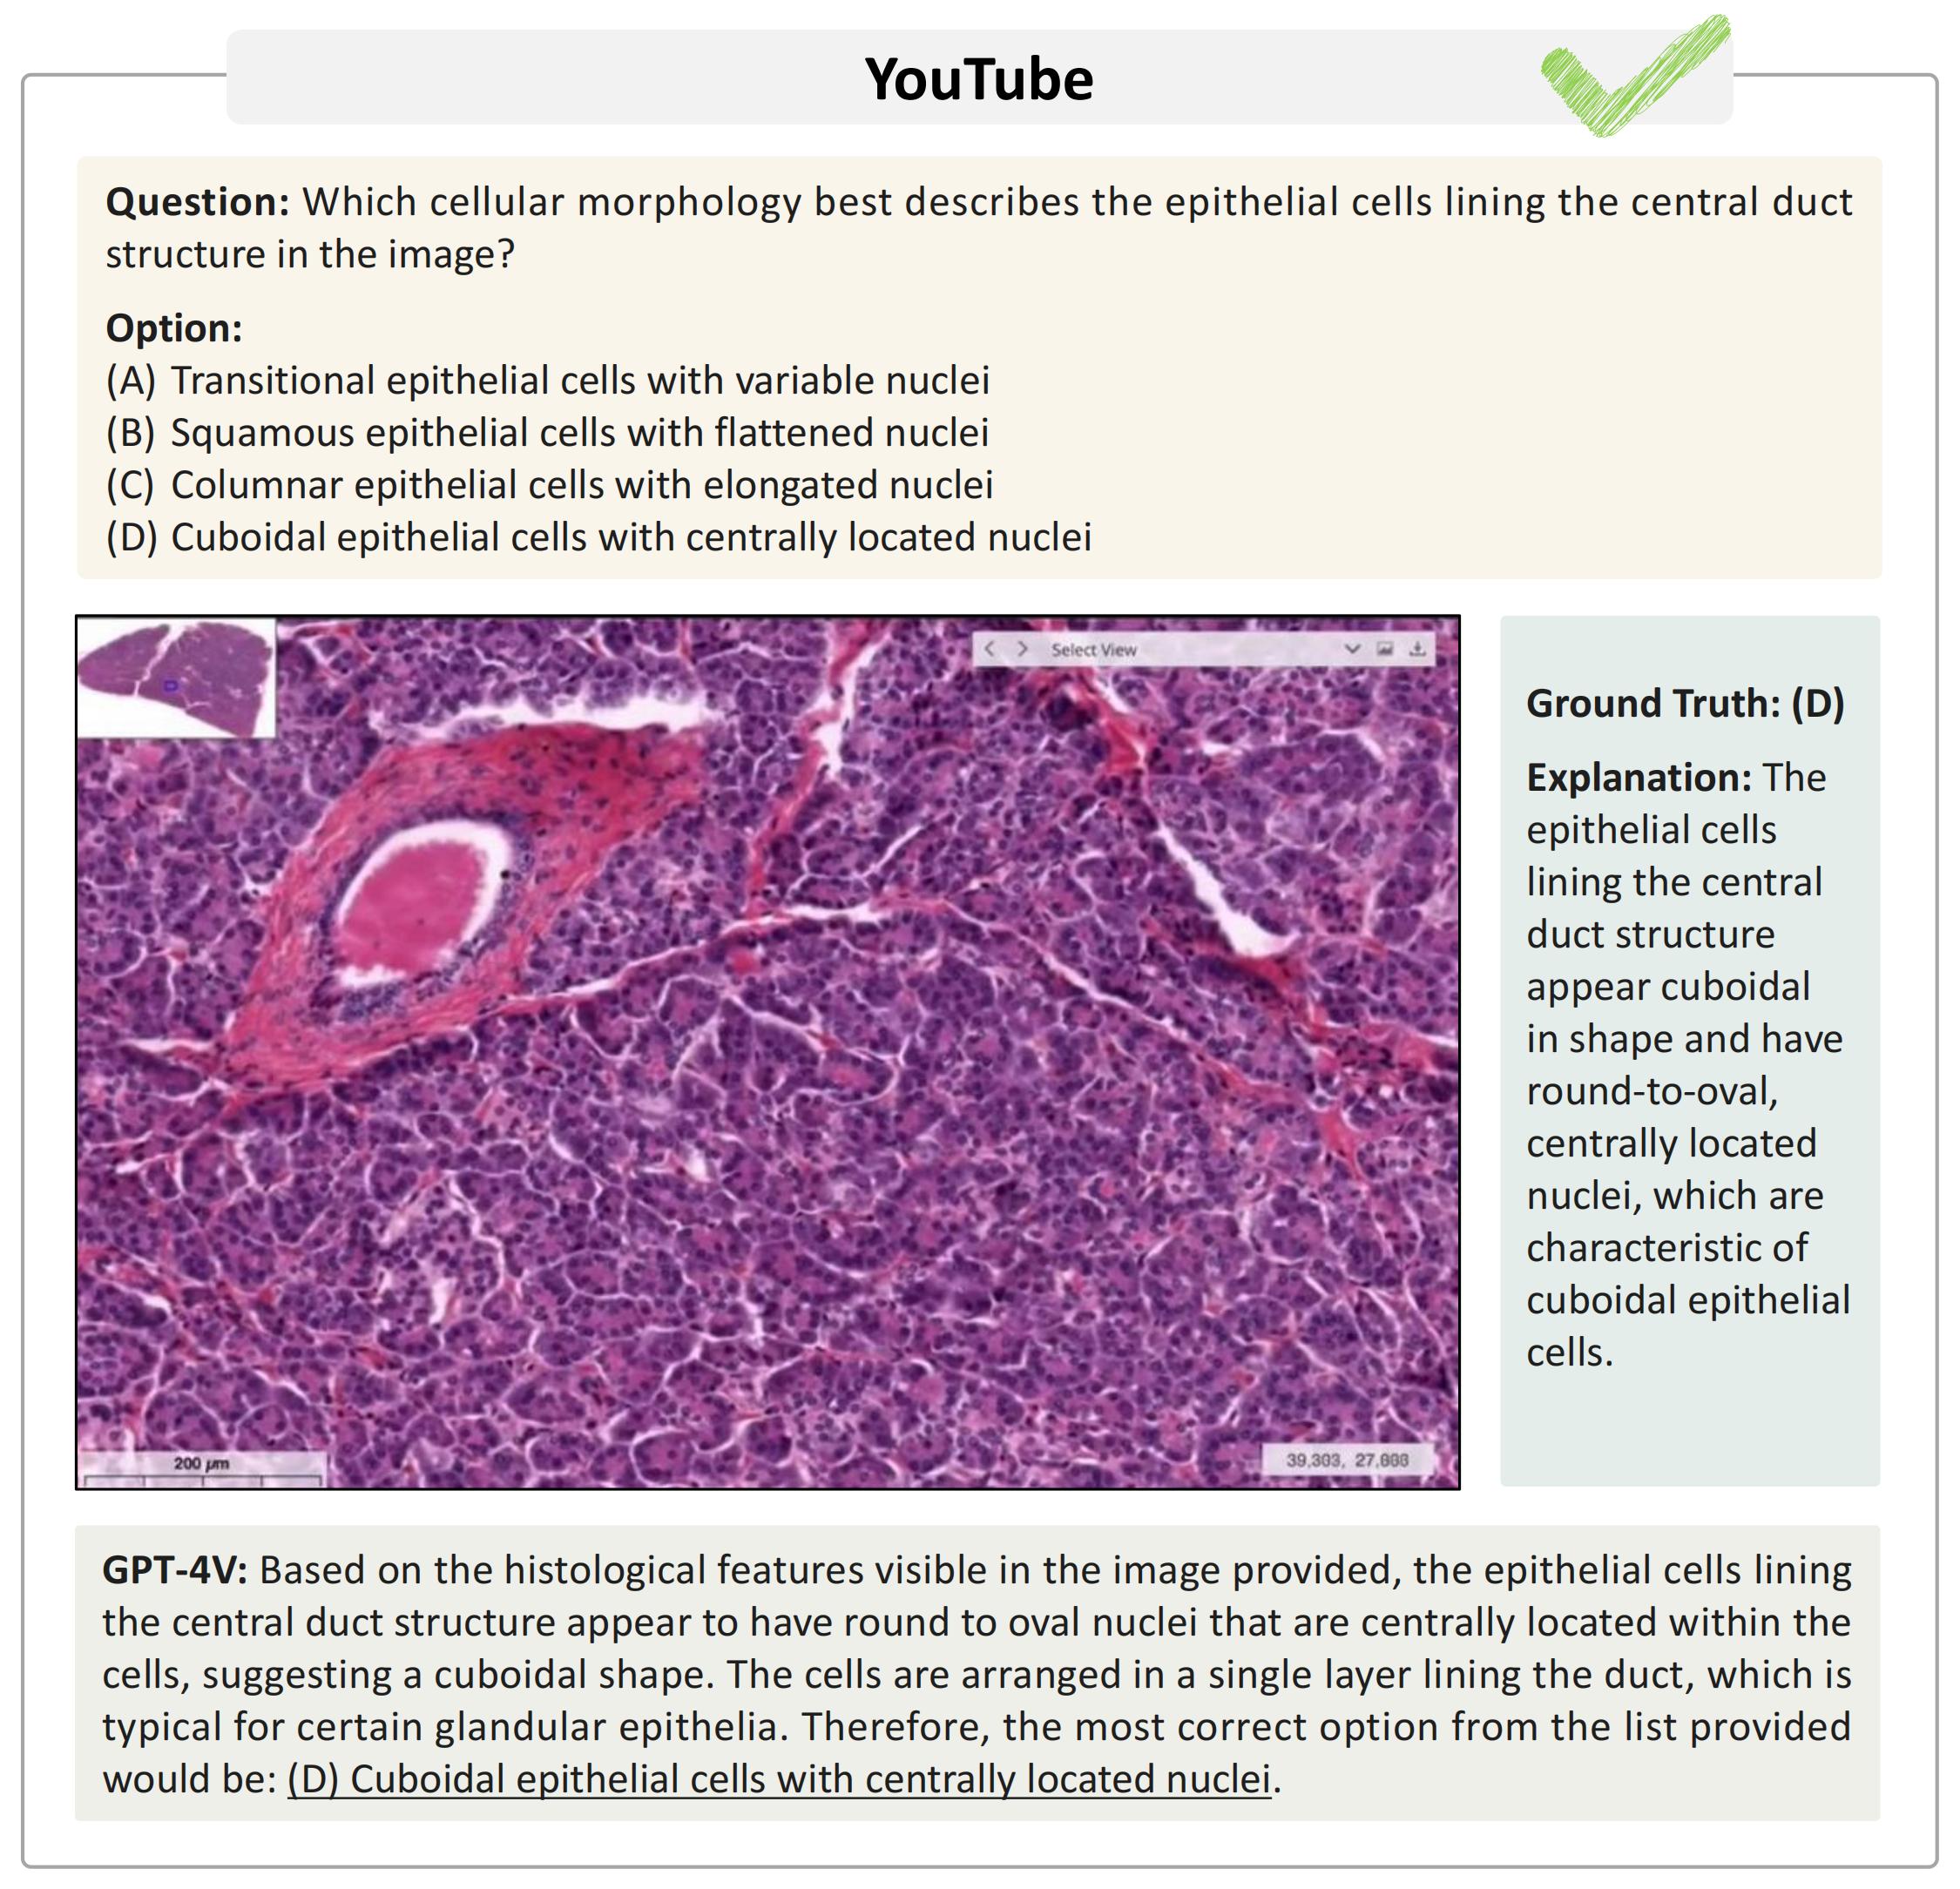 YouTube
Question: Which cellular morphology best describes the epithelial cells lining the central duct
structure in the image?
Option:
(A) Transitional epithelial cells with variable nuclei
(B) Squamous epithelial cells with flattened nuclei
(C) Columnar epithelial cells with elongated nuclei
(D) Cuboidal epithelial cells with centrally located nuclei
Select View
200 µm
39,303, 27,888
Ground Truth: (D)
Explanation: The
epithelial cells
lining the central
duct structure
appear cuboidal
in shape and have
round-to-oval,
centrally located
nuclei, which are
characteristic of
cuboidal epithelial
cells.
GPT-4V: Based on the histological features visible in the image provided, the epithelial cells lining
the central duct structure appear to have round to oval nuclei that are centrally located within the
cells, suggesting a cuboidal shape. The cells are arranged in a single layer lining the duct, which is
typical for certain glandular epithelia. Therefore, the most correct option from the list provided
would be: (D) Cuboidal epithelial cells with centrally located nuclei.